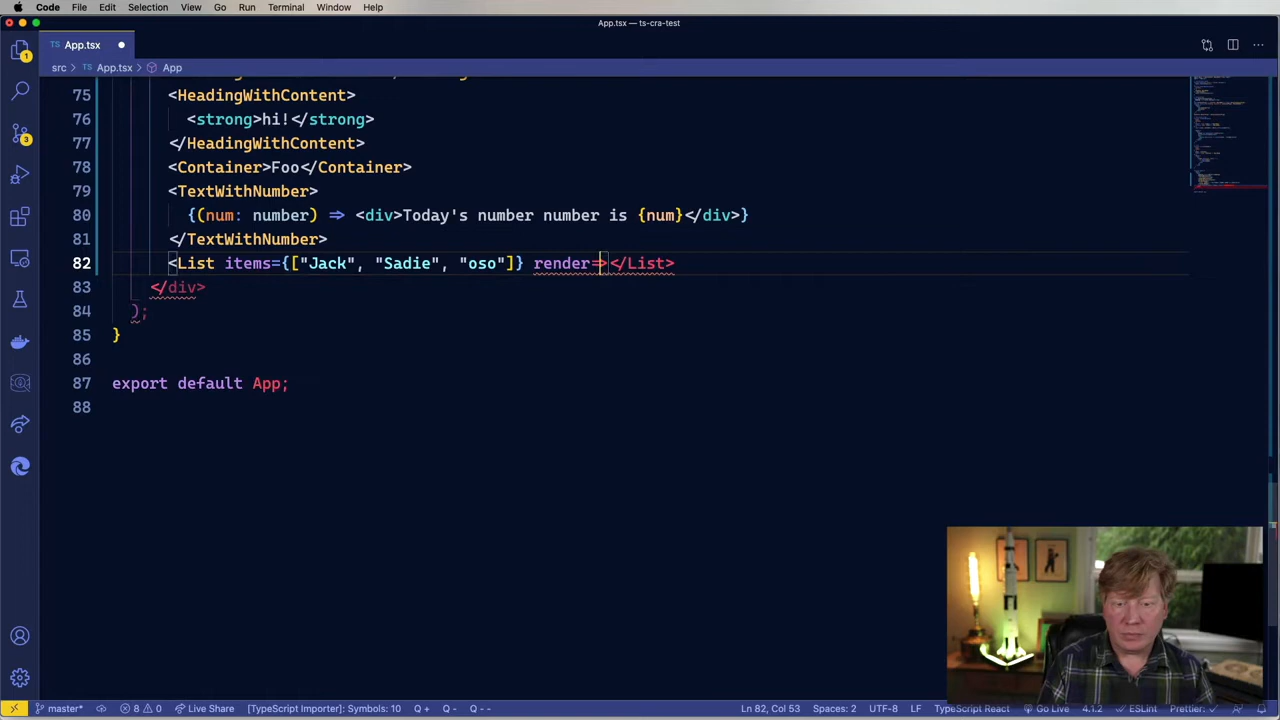 Code File Edit Selection View Go Run Terminal Window Help
App.tsx — ts-cra-test
TS App.tsx
src > TS App.tsx > App
75 <HeadingWithContent>
76 <strong>hi!</strong>
77 </HeadingWithContent>
78 <Container>Foo</Container>
79 <TextWithNumber>
80 {(num: number) => <div>Today's number number is {num}</div>}
81 </TextWithNumber>
82 <List items={["Jack", "Sadie", "oso"]} render=></List>
83 </div>
84 );
85 }
86
87 export default App;
88
1
3
master* 8 0 Live Share [TypeScript Importer]: Symbols: 10 Q + Q - Q - - Ln 82, Col 53 Spaces: 2 UTF-8 LF TypeScript React Go Live 4.1.2 ESLint Prettier: ✓